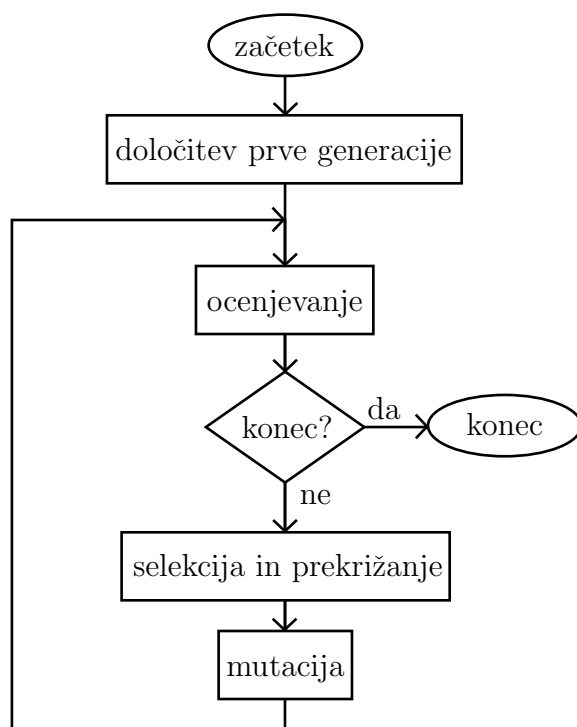 začetek
določitev prve generacije
ocenjevanje
konec?
da
konec
ne
selekcija in prekrižanje
mutacija